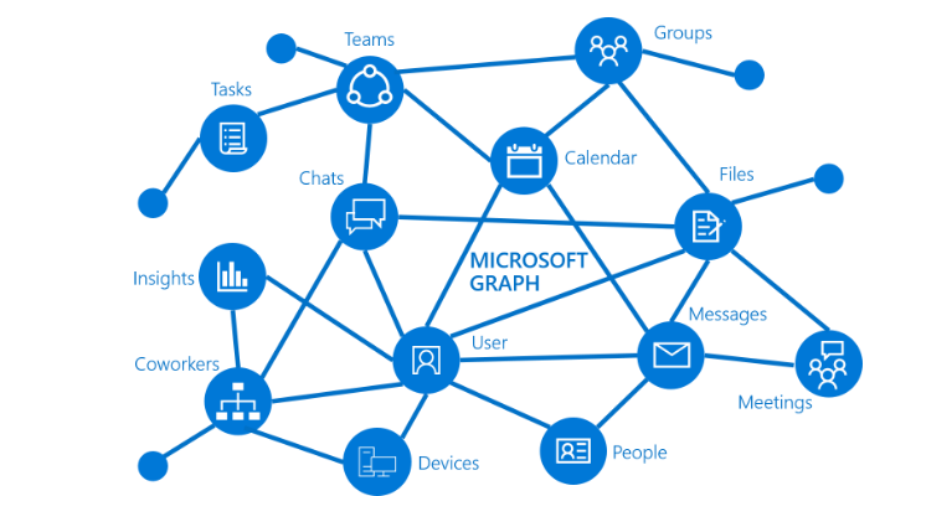 Groups
Teams
Tasks
Calendar
Files
Chats
MICROSOFT
GRAPH
Insights
Messages
User
Coworkers
Meetings
People
Devices